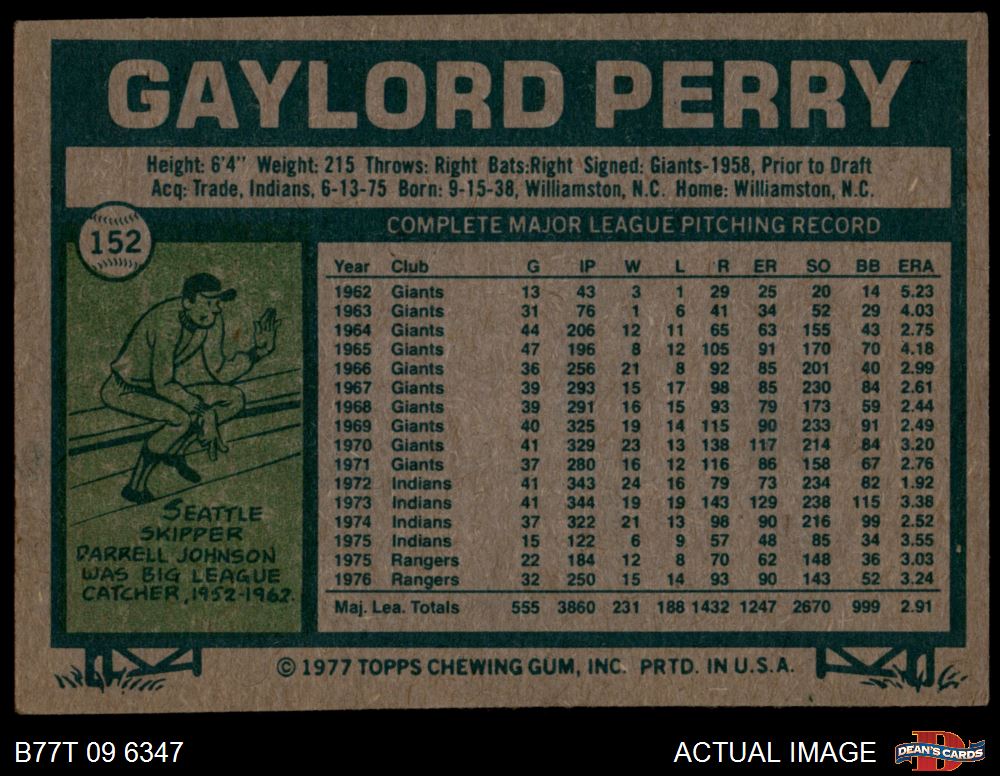 GAYLORD PERRY
Height: 6'4" Weight: 215 Throws: Right Bats:Right Signed: Giants-1958, Prior to Draft
Acq: Trade, Indians, 6-13-75 Born: 9-15-38, Williamston, N.C. Home: Williamston, N.C.
152
SEATTLE
SKIPPER
DARRELL JOHNSON
WAS BIG LEAGUE
CATCHER, 1952-1962.
COMPLETE MAJOR LEAGUE PITCHING RECORD
Year Club G IP W L R ER SO BB ERA
1962 Giants 13 43 3 1 29 25 20 14 5.23
1963 Giants 31 76 1 6 41 34 52 29 4.03
1964 Giants 44 206 12 11 65 63 155 43 2.75
1965 Giants 47 196 8 12 105 91 170 70 4.18
1966 Giants 36 256 21 8 92 85 201 40 2.99
1967 Giants 39 293 15 17 98 85 230 84 2.61
1968 Giants 39 291 16 15 93 79 173 59 2.44
1969 Giants 40 325 19 14 115 90 233 91 2.49
1970 Giants 41 329 23 13 138 117 214 84 3.20
1971 Giants 37 280 16 12 116 86 158 67 2.76
1972 Indians 41 343 24 16 79 73 234 82 1.92
1973 Indians 41 344 19 19 143 129 238 115 3.38
1974 Indians 37 322 21 13 98 90 216 99 2.52
1975 Indians 15 122 6 9 57 48 85 34 3.55
1975 Rangers 22 184 12 8 70 62 148 36 3.03
1976 Rangers 32 250 15 14 93 90 143 52 3.24
Maj. Lea. Totals 555 3860 231 188 1432 1247 2670 999 2.91
© 1977 TOPPS CHEWING GUM, INC. PRTD. IN U.S.A.
B77T 09 6347
ACTUAL IMAGE
DEAN'S CARDS